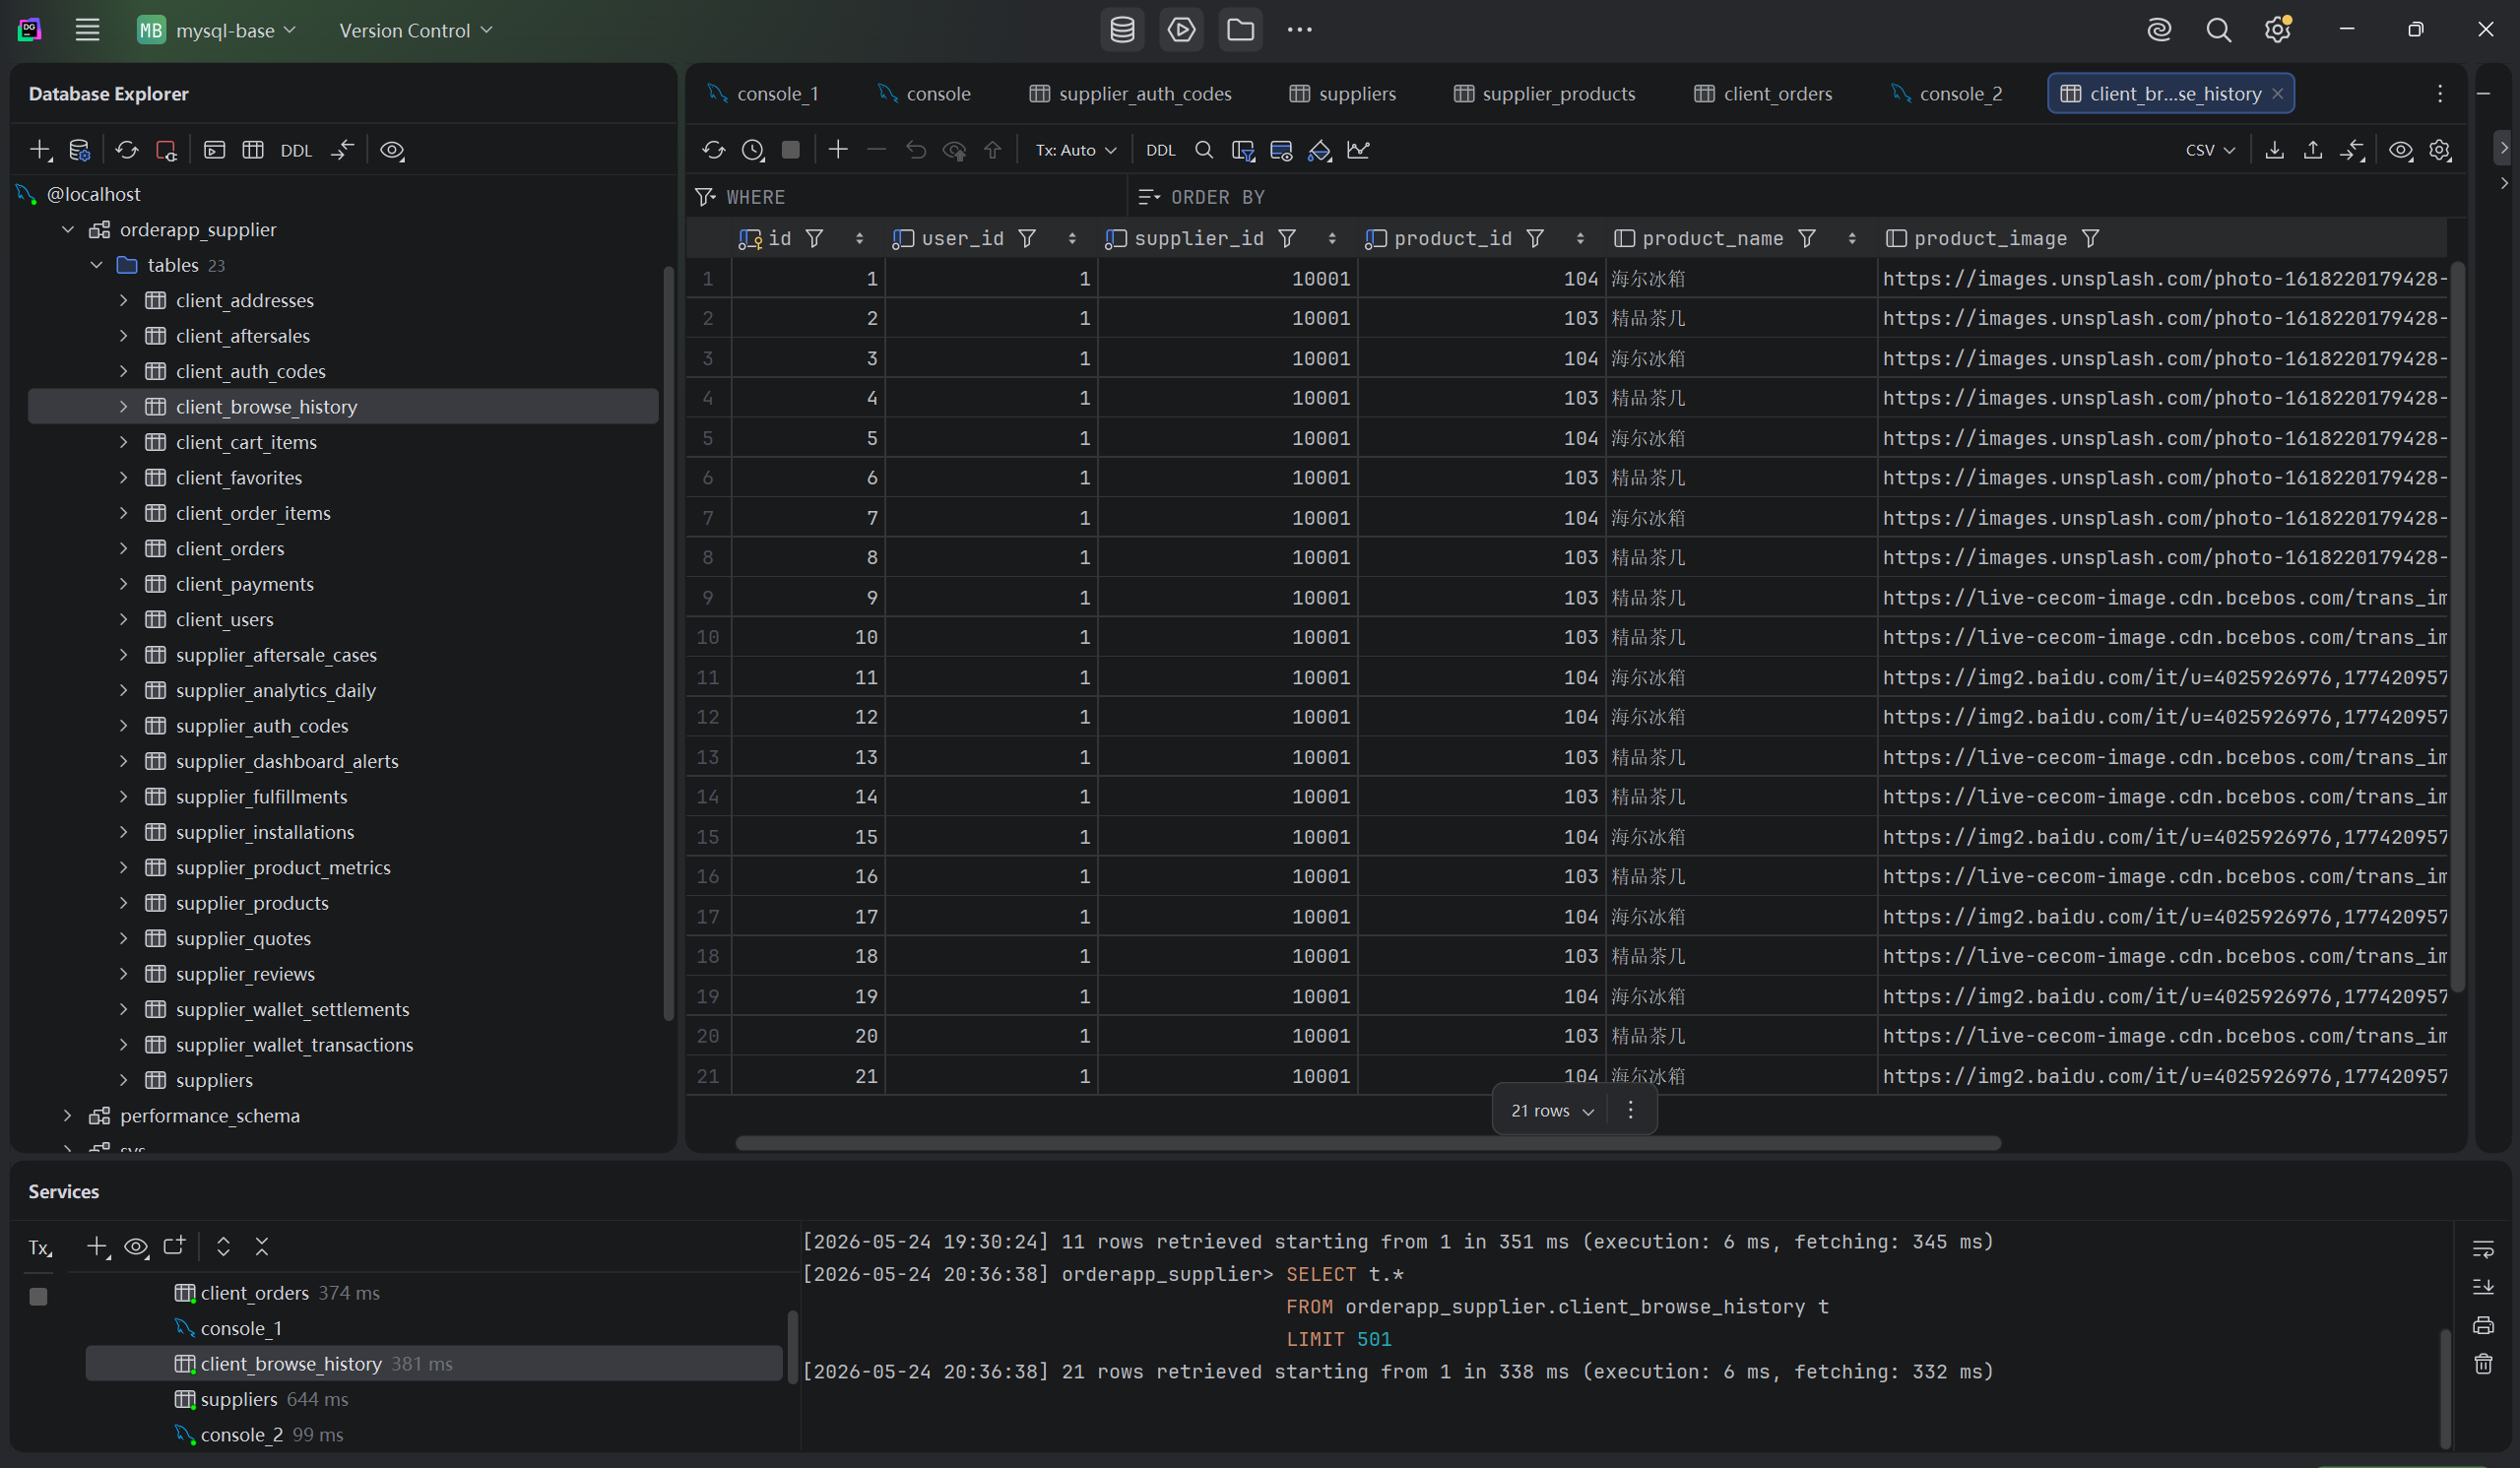 MB mysql-base Version Control
Database Explorer
DDL
@localhost
orderapp_supplier
tables 23
client_addresses
client_aftersales
client_auth_codes
client_browse_history
client_cart_items
client_favorites
client_order_items
client_orders
client_payments
client_users
supplier_aftersale_cases
supplier_analytics_daily
supplier_auth_codes
supplier_dashboard_alerts
supplier_fulfillments
supplier_installations
supplier_product_metrics
supplier_products
supplier_quotes
supplier_reviews
supplier_wallet_settlements
supplier_wallet_transactions
suppliers
performance_schema
console_1 console supplier_auth_codes suppliers supplier_products client_orders console_2 client_br...se_history
Tx: Auto DDL CSV
WHERE ORDER BY
id user_id supplier_id product_id product_name product_image
1 1 1 10001 104 海尔冰箱 https://images.unsplash.com/photo-1618220179428-
2 2 1 10001 103 精品茶几 https://images.unsplash.com/photo-1618220179428-
3 3 1 10001 104 海尔冰箱 https://images.unsplash.com/photo-1618220179428-
4 4 1 10001 103 精品茶几 https://images.unsplash.com/photo-1618220179428-
5 5 1 10001 104 海尔冰箱 https://images.unsplash.com/photo-1618220179428-
6 6 1 10001 103 精品茶几 https://images.unsplash.com/photo-1618220179428-
7 7 1 10001 104 海尔冰箱 https://images.unsplash.com/photo-1618220179428-
8 8 1 10001 103 精品茶几 https://images.unsplash.com/photo-1618220179428-
9 9 1 10001 103 精品茶几 https://live-cecom-image.cdn.bcebos.com/trans_im
10 10 1 10001 103 精品茶几 https://live-cecom-image.cdn.bcebos.com/trans_im
11 11 1 10001 104 海尔冰箱 https://img2.baidu.com/it/u=4025926976,177420957
12 12 1 10001 104 海尔冰箱 https://img2.baidu.com/it/u=4025926976,177420957
13 13 1 10001 103 精品茶几 https://live-cecom-image.cdn.bcebos.com/trans_im
14 14 1 10001 103 精品茶几 https://live-cecom-image.cdn.bcebos.com/trans_im
15 15 1 10001 104 海尔冰箱 https://img2.baidu.com/it/u=4025926976,177420957
16 16 1 10001 103 精品茶几 https://live-cecom-image.cdn.bcebos.com/trans_im
17 17 1 10001 104 海尔冰箱 https://img2.baidu.com/it/u=4025926976,177420957
18 18 1 10001 103 精品茶几 https://live-cecom-image.cdn.bcebos.com/trans_im
19 19 1 10001 104 海尔冰箱 https://img2.baidu.com/it/u=4025926976,177420957
20 20 1 10001 103 精品茶几 https://live-cecom-image.cdn.bcebos.com/trans_im
21 21 1 10001 104 海尔冰箱 https://img2.baidu.com/it/u=4025926976,177420957
21 rows
Services
Tx
client_orders 374 ms
console_1
client_browse_history 381 ms
suppliers 644 ms
console_2 99 ms
[2026-05-24 19:30:24] 11 rows retrieved starting from 1 in 351 ms (execution: 6 ms, fetching: 345 ms)
[2026-05-24 20:36:38] orderapp_supplier> SELECT t.*
FROM orderapp_supplier.client_browse_history t
LIMIT 501
[2026-05-24 20:36:38] 21 rows retrieved starting from 1 in 338 ms (execution: 6 ms, fetching: 332 ms)